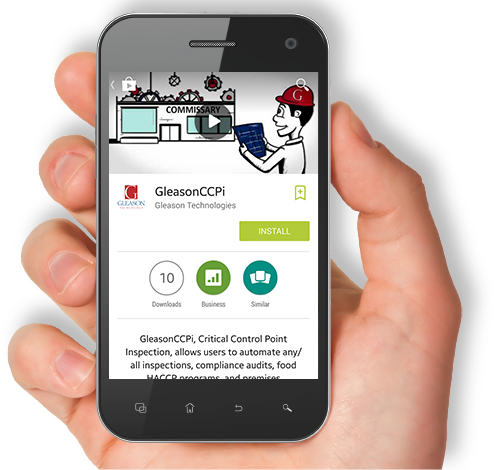 COMMISSARY
G
GleasonCCPi
G
GLEASON
Gleason Technologies
INSTALL
10
Downloads
Business
Similar
GleasonCCPi, Critical Control Point
Inspection, allows users to automate any/
all inspections, compliance audits, food
HACCP programs, and premises